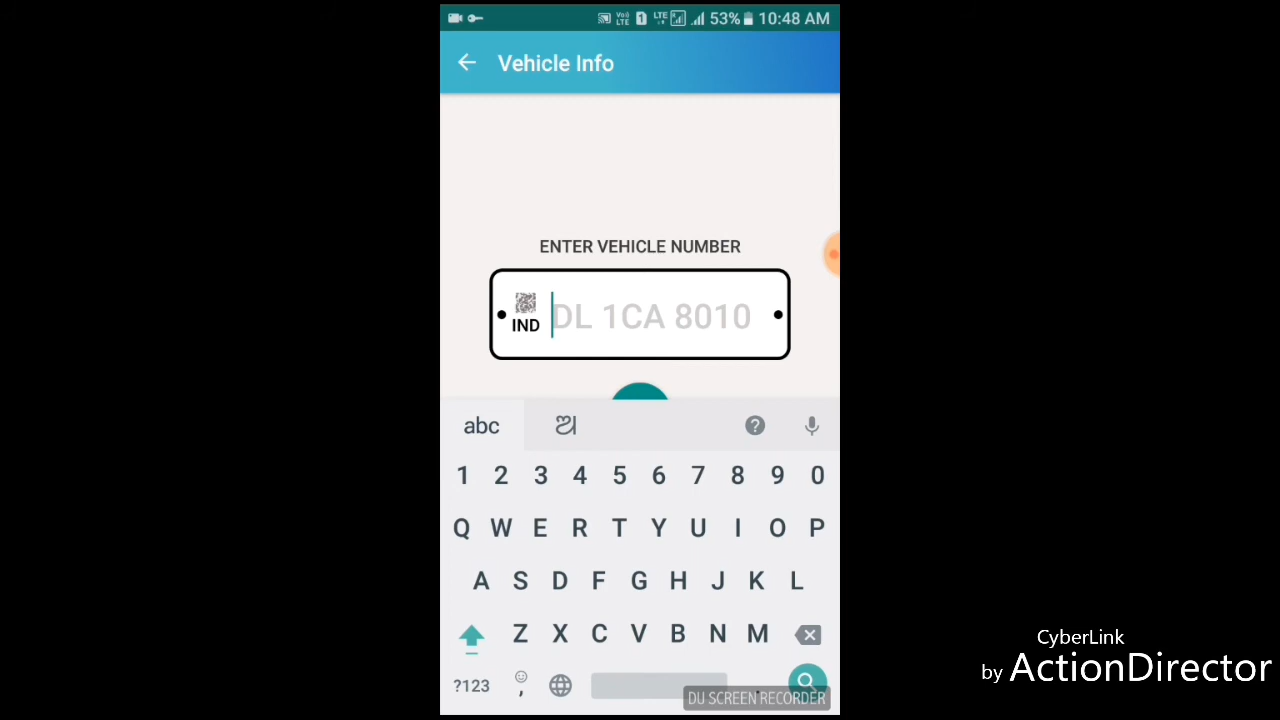 53% 10:48 AM
Vehicle Info
ENTER VEHICLE NUMBER
IND DL 1CA 8010
abc ଅ
1 2 3 4 5 6 7 8 9 0
Q W E R T Y U I O P
A S D F G H J K L
Z X C V B N M
?123 ,
DU SCREEN RECORDER
CyberLink
by ActionDirector